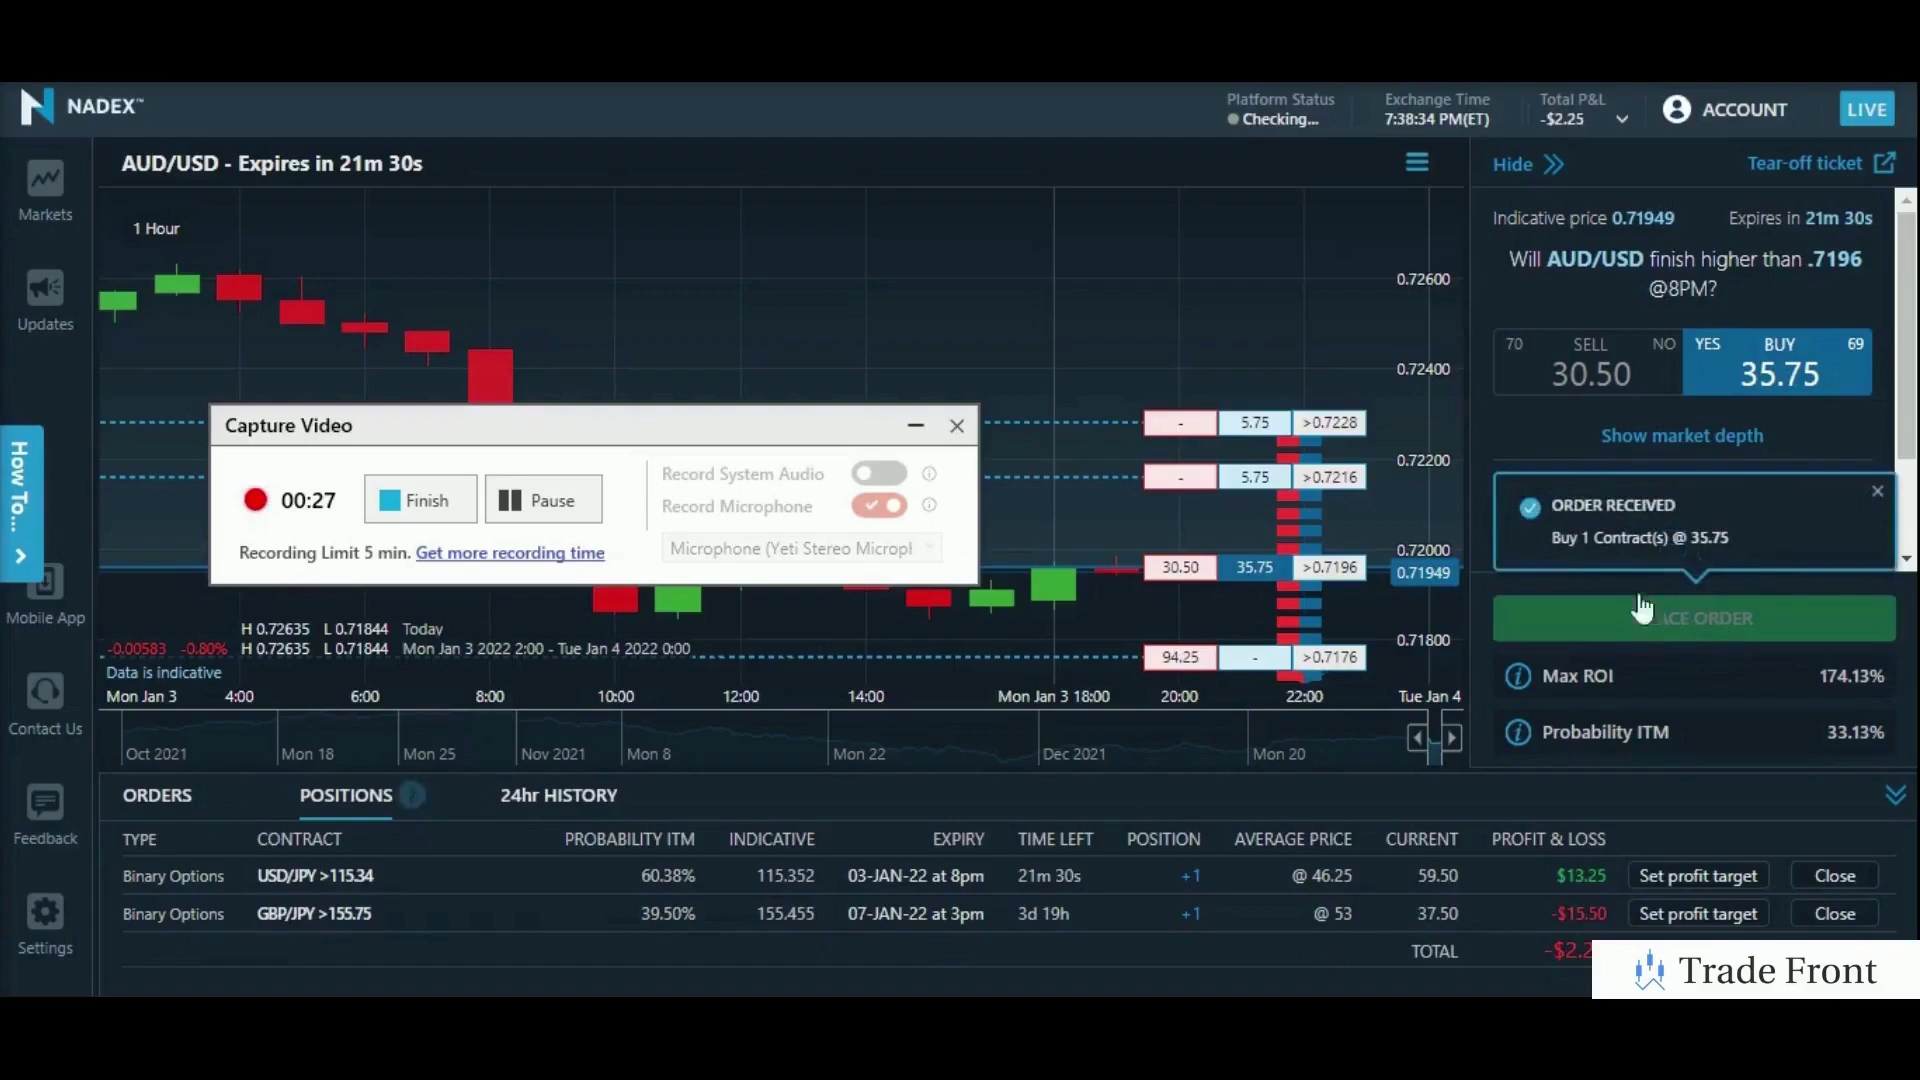 NADEX™
Platform Status
Checking...
Exchange Time
7:38:34 PM(ET)
Total P&L
-$2.25
ACCOUNT
LIVE
Markets
Updates
How To...
Mobile App
Contact Us
Feedback
Settings
AUD/USD - Expires in 21m 30s
1 Hour
0.72600
0.72400
0.72200
0.72000
0.71949
0.71800
- 5.75 >0.7228
- 5.75 >0.7216
30.50 35.75 >0.7196
94.25 - >0.7176
Capture Video
00:27
Finish
Pause
Recording Limit 5 min. Get more recording time
Record System Audio
Record Microphone
Microphone (Yeti Stereo Microph
H 0.72635 L 0.71844 Today
-0.00583 -0.80% H 0.72635 L 0.71844 Mon Jan 3 2022 2:00 - Tue Jan 4 2022 0:00
Data is indicative
Mon Jan 3 4:00 6:00 8:00 10:00 12:00 14:00 Mon Jan 3 18:00 20:00 22:00 Tue Jan 4
Oct 2021 Mon 18 Mon 25 Nov 2021 Mon 8 Mon 22 Dec 2021 Mon 20
Hide
Tear-off ticket
Indicative price 0.71949 Expires in 21m 30s
Will AUD/USD finish higher than .7196
@8PM?
70 SELL NO
30.50
YES BUY 69
35.75
Show market depth
ORDER RECEIVED
Buy 1 Contract(s) @ 35.75
ORDER
Max ROI 174.13%
Probability ITM 33.13%
ORDERS POSITIONS 24hr HISTORY
TYPE CONTRACT PROBABILITY ITM INDICATIVE EXPIRY TIME LEFT POSITION AVERAGE PRICE CURRENT PROFIT & LOSS
Binary Options USD/JPY >115.34 60.38% 115.352 03-JAN-22 at 8pm 21m 30s +1 @ 46.25 59.50 $13.25 Set profit target Close
Binary Options GBP/JPY >155.75 39.50% 155.455 07-JAN-22 at 3pm 3d 19h +1 @ 53 37.50 -$15.50 Set profit target Close
TOTAL
Trade Front